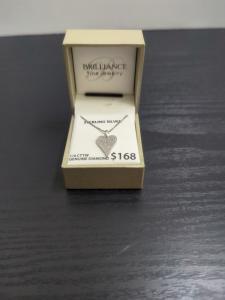 BRILLIANCE
fine jewelry
STERLING SILVER
1/4 CTTW
GENUINE DIAMOND $168